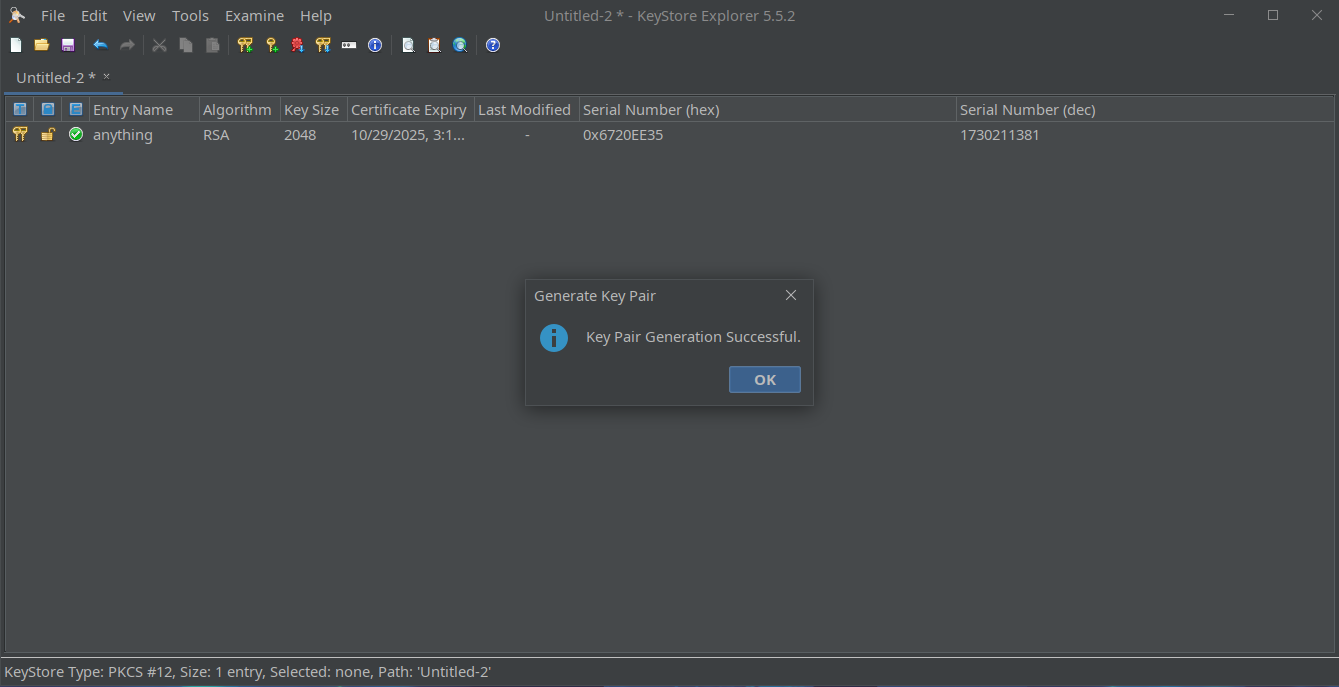 File Edit View Tools Examine Help Untitled-2 * - KeyStore Explorer 5.5.2
Untitled-2 *
Entry Name Algorithm Key Size Certificate Expiry Last Modified Serial Number (hex) Serial Number (dec)
anything RSA 2048 10/29/2025, 3:1... - 0x6720EE35 1730211381
Generate Key Pair
Key Pair Generation Successful.
OK
KeyStore Type: PKCS #12, Size: 1 entry, Selected: none, Path: 'Untitled-2'